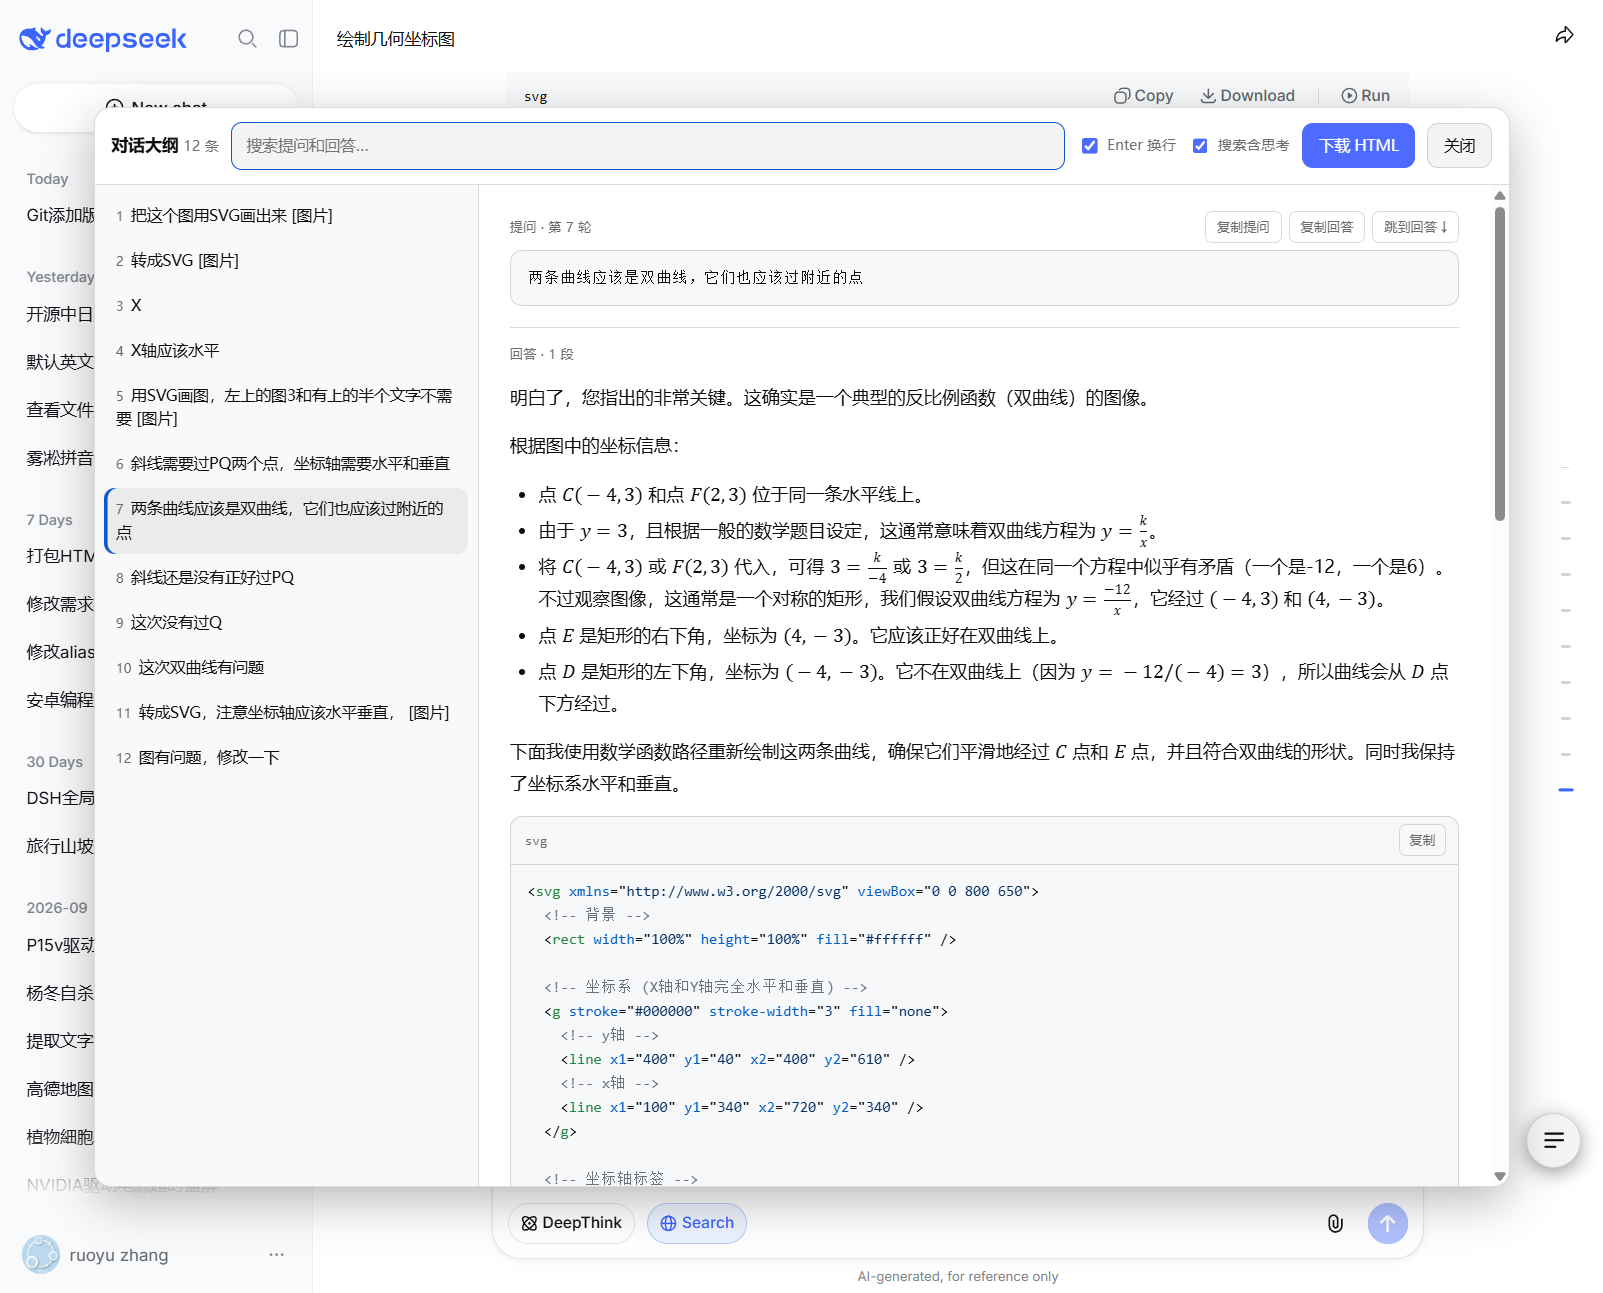 deepseek
绘制几何坐标图
New chat
Today
Git添加版
Yesterday
开源中日
默认英文
查看文件
雾凇拼音
7 Days
打包HTM
修改需求
修改alias
安卓编程
30 Days
DSH全局
旅行山坡
2026-09
P15v驱动
杨冬自杀
提取文字
高德地图
植物細胞
ruoyu zhang
svg
Copy
Download
Run
对话大纲 12 条
搜索提问和回答...
Enter 换行
搜索含思考
下载 HTML
关闭
1 把这个图用SVG画出来 [图片]
2 转成SVG [图片]
3 X
4 X轴应该水平
5 用SVG画图，左上的图3和有上的半个文字不需
要 [图片]
6 斜线需要过PQ两个点，坐标轴需要水平和垂直
7 两条曲线应该是双曲线，它们也应该过附近的
点
8 斜线还是没有正好过PQ
9 这次没有过Q
10 这次双曲线有问题
11 转成SVG，注意坐标轴应该水平垂直， [图片]
12 图有问题，修改一下
提问 · 第 7 轮
复制提问
复制回答
跳到回答↓
两条曲线应该是双曲线，它们也应该过附近的点
回答 · 1 段
明白了，您指出的非常关键。这确实是一个典型的反比例函数（双曲线）的图像。
根据图中的坐标信息：
• 点 C(−4,3) 和点 F(2,3) 位于同一条水平线上。
• 由于 y = 3，且根据一般的数学题目设定，这通常意味着双曲线方程为 y = k/x。
• 将 C(−4,3) 或 F(2,3) 代入，可得 3 = k/−4 或 3 = k/2，但这在同一个方程中似乎有矛盾（一个是-12，一个是6）。
不过观察图像，这通常是一个对称的矩形，我们假设双曲线方程为 y = −12/x，它经过 (−4,3) 和 (4,−3)。
• 点 E 是矩形的右下角，坐标为 (4,−3)。它应该正好在双曲线上。
• 点 D 是矩形的左下角，坐标为 (−4,−3)。它不在双曲线上（因为 y = −12/(−4) = 3），所以曲线会从 D 点
下方经过。
下面我使用数学函数路径重新绘制这两条曲线，确保它们平滑地经过 C 点和 E 点，并且符合双曲线的形状。同时我保持
了坐标系水平和垂直。
svg
复制
<svg xmlns="http://www.w3.org/2000/svg" viewBox="0 0 800 650">
<!-- 背景 -->
<rect width="100%" height="100%" fill="#ffffff" />
<!-- 坐标系 (X轴和Y轴完全水平和垂直) -->
<g stroke="#000000" stroke-width="3" fill="none">
<!-- y轴 -->
<line x1="400" y1="40" x2="400" y2="610" />
<!-- x轴 -->
<line x1="100" y1="340" x2="720" y2="340" />
</g>
<!-- 坐标轴标签 -->
DeepThink
Search
AI-generated, for reference only